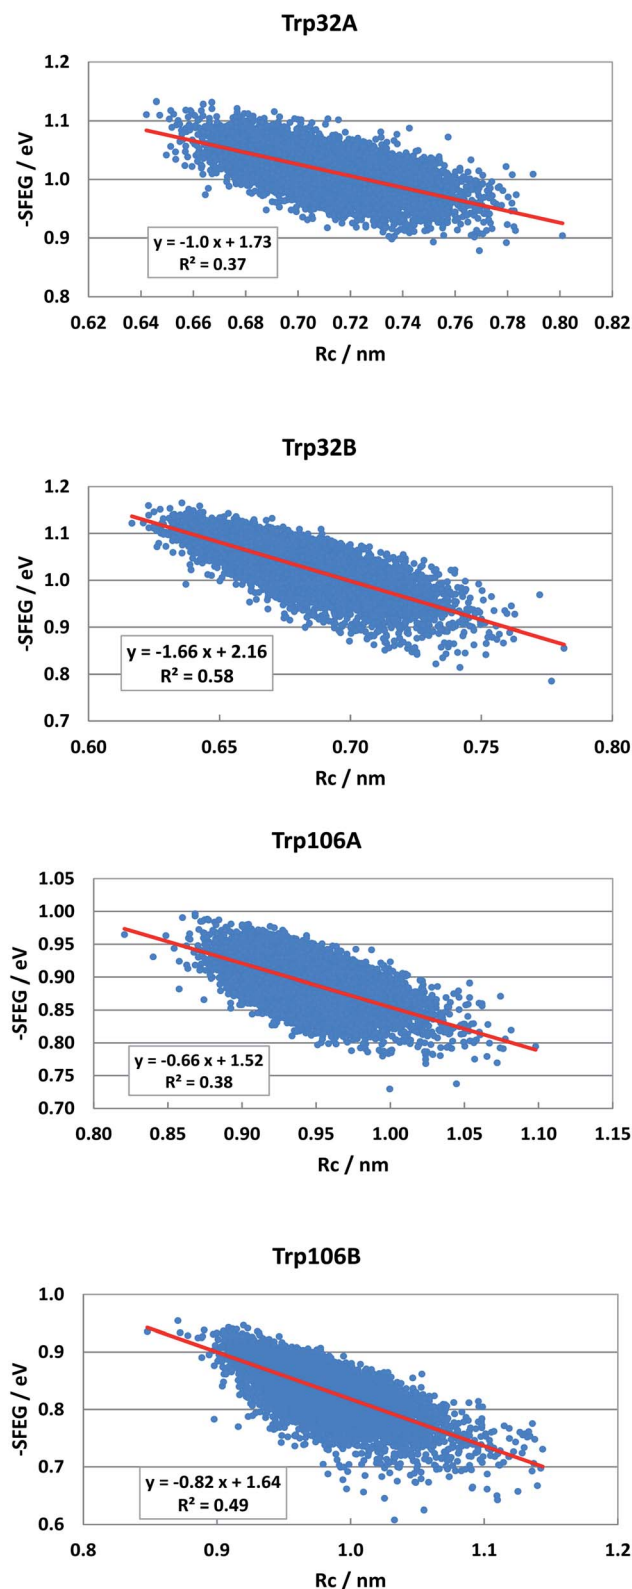 Trp32A
1.2
1.1
1.0
0.9
0.8
-SFEG / eV
y = -1.0 x + 1.73
R² = 0.37
0.62 0.64 0.66 0.68 0.70 0.72 0.74 0.76 0.78 0.80 0.82
Rc / nm
Trp32B
1.2
1.1
1.0
0.9
0.8
0.7
-SFEG / eV
y = -1.66 x + 2.16
R² = 0.58
0.60 0.65 0.70 0.75 0.80
Rc / nm
Trp106A
1.05
1.00
0.95
0.90
0.85
0.80
0.75
0.70
-SFEG / eV
y = -0.66 x + 1.52
R² = 0.38
0.80 0.85 0.90 0.95 1.00 1.05 1.10 1.15
Rc / nm
Trp106B
1.0
0.9
0.8
0.7
0.6
-SFEG / eV
y = -0.82 x + 1.64
R² = 0.49
0.8 0.9 1.0 1.1 1.2
Rc / nm